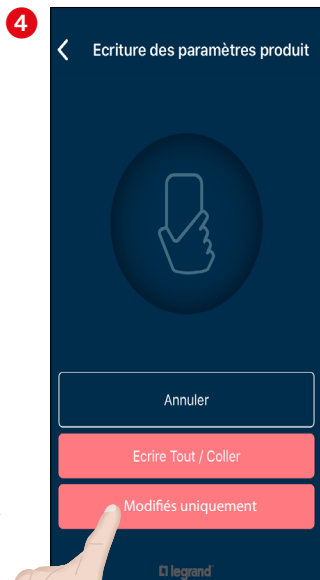 4
Ecriture des paramètres produit
Annuler
Ecrire Tout / Coller
Modifiés uniquement
legrand